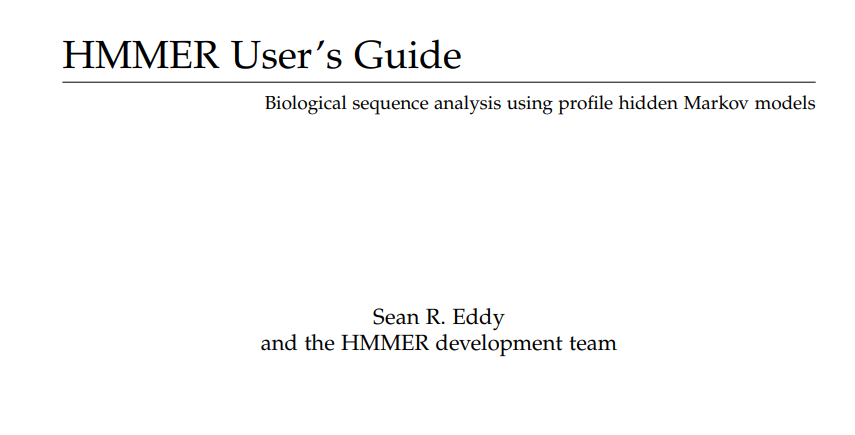 HMMER User’s Guide
Biological sequence analysis using profile hidden Markov models
Sean R. Eddy
and the HMMER development team